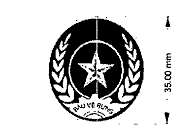 BẢO VỆ RỪNG
35.00 mm